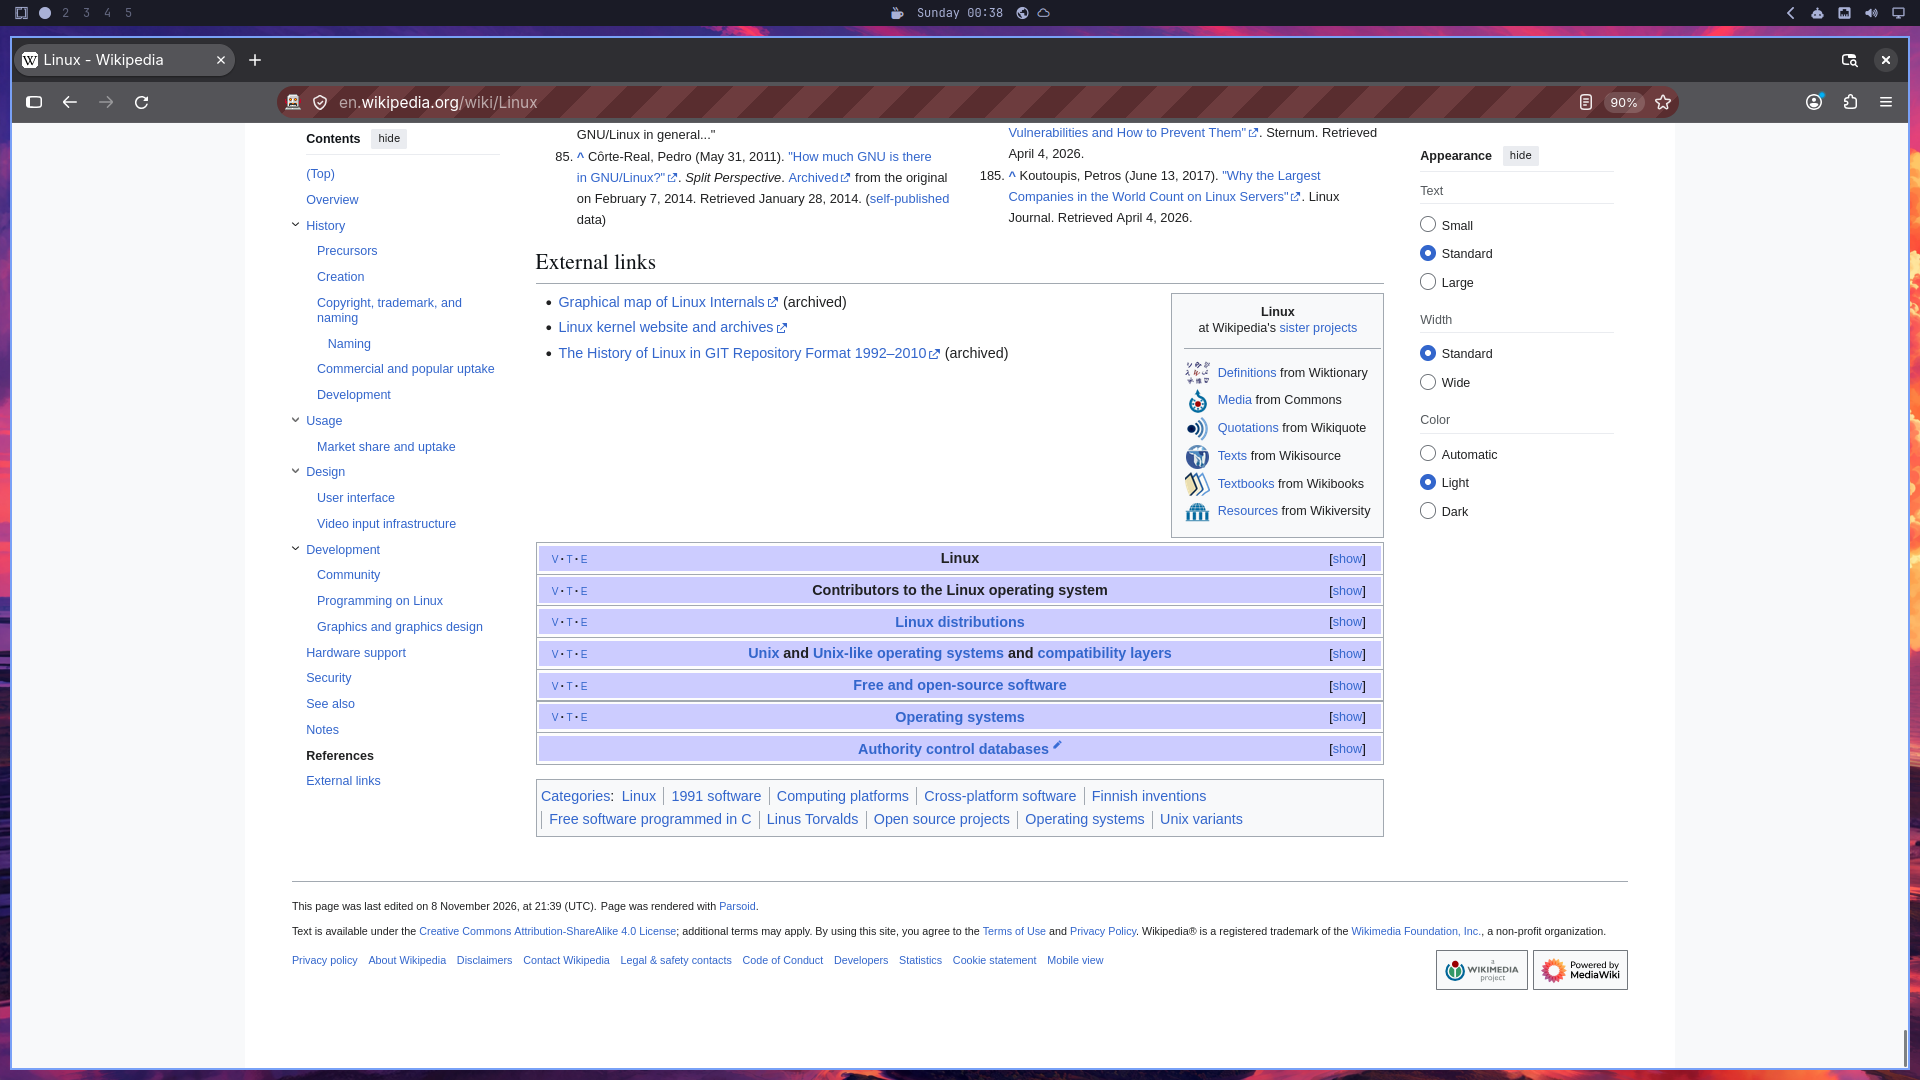 2 3 4 5
Sunday 00:38
Linux - Wikipedia
en.wikipedia.org/wiki/Linux
90%
Contents hide
(Top)
Overview
History
Precursors
Creation
Copyright, trademark, and
naming
Naming
Commercial and popular uptake
Development
Usage
Market share and uptake
Design
User interface
Video input infrastructure
Development
Community
Programming on Linux
Graphics and graphics design
Hardware support
Security
See also
Notes
References
External links
GNU/Linux in general..."
85. ^ Côrte-Real, Pedro (May 31, 2011). "How much GNU is there
in GNU/Linux?". Split Perspective. Archived from the original
on February 7, 2014. Retrieved January 28, 2014. (self-published
data)
Vulnerabilities and How to Prevent Them". Sternum. Retrieved
April 4, 2026.
185. ^ Koutoupis, Petros (June 13, 2017). "Why the Largest
Companies in the World Count on Linux Servers". Linux
Journal. Retrieved April 4, 2026.
External links
• Graphical map of Linux Internals (archived)
• Linux kernel website and archives
• The History of Linux in GIT Repository Format 1992–2010 (archived)
Linux
at Wikipedia's sister projects
Definitions from Wiktionary
Media from Commons
Quotations from Wikiquote
Texts from Wikisource
Textbooks from Wikibooks
Resources from Wikiversity
V · T · E Linux [show]
V · T · E Contributors to the Linux operating system [show]
V · T · E Linux distributions [show]
V · T · E Unix and Unix-like operating systems and compatibility layers [show]
V · T · E Free and open-source software [show]
V · T · E Operating systems [show]
Authority control databases [show]
Categories: Linux | 1991 software | Computing platforms | Cross-platform software | Finnish inventions
| Free software programmed in C | Linus Torvalds | Open source projects | Operating systems | Unix variants
Appearance hide
Text
Small
Standard
Large
Width
Standard
Wide
Color
Automatic
Light
Dark
This page was last edited on 8 November 2026, at 21:39 (UTC). Page was rendered with Parsoid.
Text is available under the Creative Commons Attribution-ShareAlike 4.0 License; additional terms may apply. By using this site, you agree to the Terms of Use and Privacy Policy. Wikipedia® is a registered trademark of the Wikimedia Foundation, Inc., a non-profit organization.
Privacy policy About Wikipedia Disclaimers Contact Wikipedia Legal & safety contacts Code of Conduct Developers Statistics Cookie statement Mobile view
a
WIKIMEDIA
project
Powered by
MediaWiki